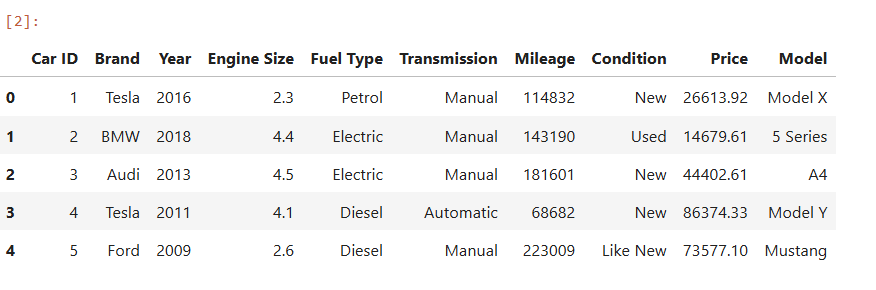 [2]:
Car ID Brand Year Engine Size Fuel Type Transmission Mileage Condition Price Model
0 1 Tesla 2016 2.3 Petrol Manual 114832 New 26613.92 Model X
1 2 BMW 2018 4.4 Electric Manual 143190 Used 14679.61 5 Series
2 3 Audi 2013 4.5 Electric Manual 181601 New 44402.61 A4
3 4 Tesla 2011 4.1 Diesel Automatic 68682 New 86374.33 Model Y
4 5 Ford 2009 2.6 Diesel Manual 223009 Like New 73577.10 Mustang